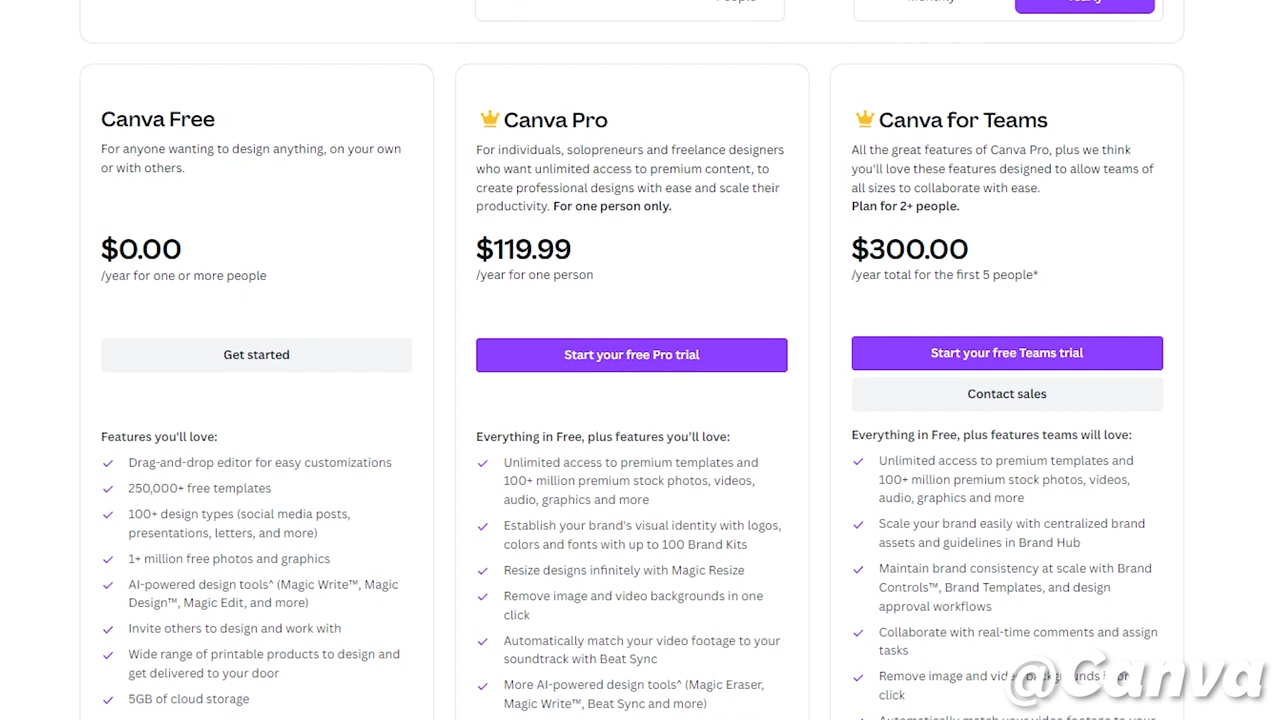 Canva Free
For anyone wanting to design anything, on your own
or with others.
$0.00
/year for one or more people
Get started
Features you'll love:
Drag-and-drop editor for easy customizations
250,000+ free templates
100+ design types (social media posts,
presentations, letters, and more)
1+ million free photos and graphics
AI-powered design tools^ (Magic Write™, Magic
Design™, Magic Edit, and more)
Invite others to design and work with
Wide range of printable products to design and
get delivered to your door
5GB of cloud storage
Canva Pro
For individuals, solopreneurs and freelance designers
who want unlimited access to premium content, to
create professional designs with ease and scale their
productivity. For one person only.
$119.99
/year for one person
Start your free Pro trial
Everything in Free, plus features you'll love:
Unlimited access to premium templates and
100+ million premium stock photos, videos,
audio, graphics and more
Establish your brand's visual identity with logos,
colors and fonts with up to 100 Brand Kits
Resize designs infinitely with Magic Resize
Remove image and video backgrounds in one
click
Automatically match your video footage to your
soundtrack with Beat Sync
More AI-powered design tools^ (Magic Eraser,
Magic Write™, Beat Sync and more)
Canva for Teams
All the great features of Canva Pro, plus we think
you'll love these features designed to allow teams of
all sizes to collaborate with ease.
Plan for 2+ people.
$300.00
/year total for the first 5 people*
Start your free Teams trial
Contact sales
Everything in Free, plus features teams will love:
Unlimited access to premium templates and
100+ million premium stock photos, videos,
audio, graphics and more
Scale your brand easily with centralized brand
assets and guidelines in Brand Hub
Maintain brand consistency at scale with Brand
Controls™, Brand Templates, and design
approval workflows
Collaborate with real-time comments and assign
tasks
Remove image and video backgrounds in one
click
@Canva